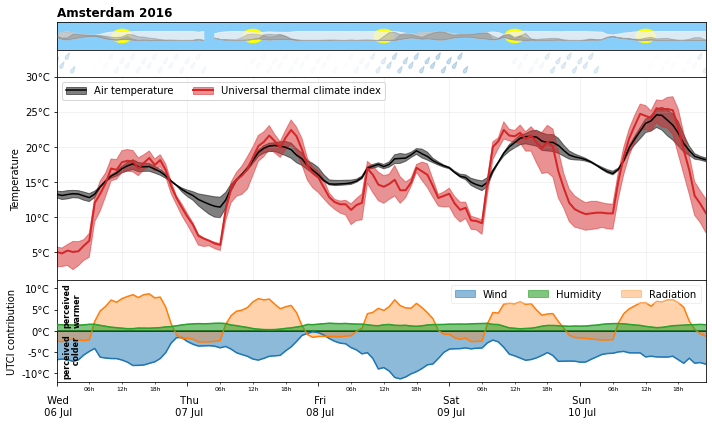 Amsterdam 2016
30°C
25°C
20°C
15°C
10°C
5°C
Temperature
Air temperature
Universal thermal climate index
10°C
5°C
0°C
-5°C
-10°C
UTCI contribution
perceived
warmer
perceived
colder
Wind
Humidity
Radiation
06h 12h 18h 06h 12h 18h 06h 12h 18h 06h 12h 18h 06h 12h 18h
Wed Thu Fri Sat Sun
06 Jul 07 Jul 08 Jul 09 Jul 10 Jul